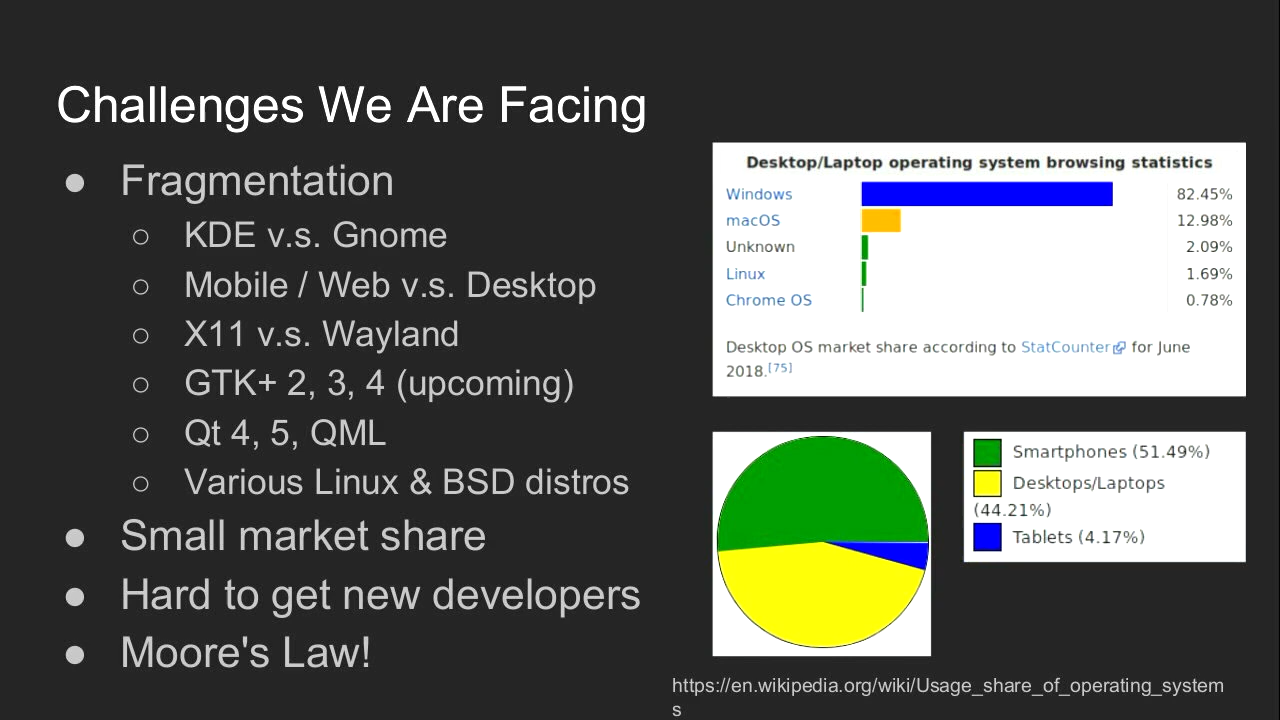 Challenges We Are Facing
● Fragmentation
○ KDE v.s. Gnome
○ Mobile / Web v.s. Desktop
○ X11 v.s. Wayland
○ GTK+ 2, 3, 4 (upcoming)
○ Qt 4, 5, QML
○ Various Linux & BSD distros
● Small market share
● Hard to get new developers
● Moore's Law!
Desktop/Laptop operating system browsing statistics
Windows 82.45%
macOS 12.98%
Unknown 2.09%
Linux 1.69%
Chrome OS 0.78%
Desktop OS market share according to StatCounter for June
2018.[75]
Smartphones (51.49%)
Desktops/Laptops
(44.21%)
Tablets (4.17%)
https://en.wikipedia.org/wiki/Usage_share_of_operating_system
s